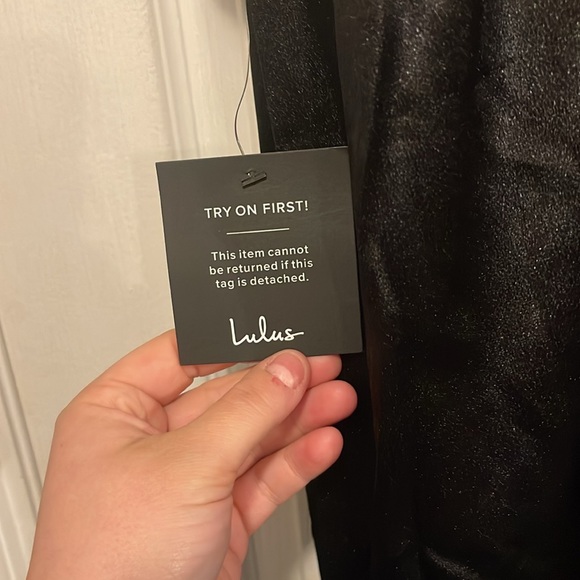 TRY ON FIRST!
This item cannot
be returned if this
tag is detached.
Lulus